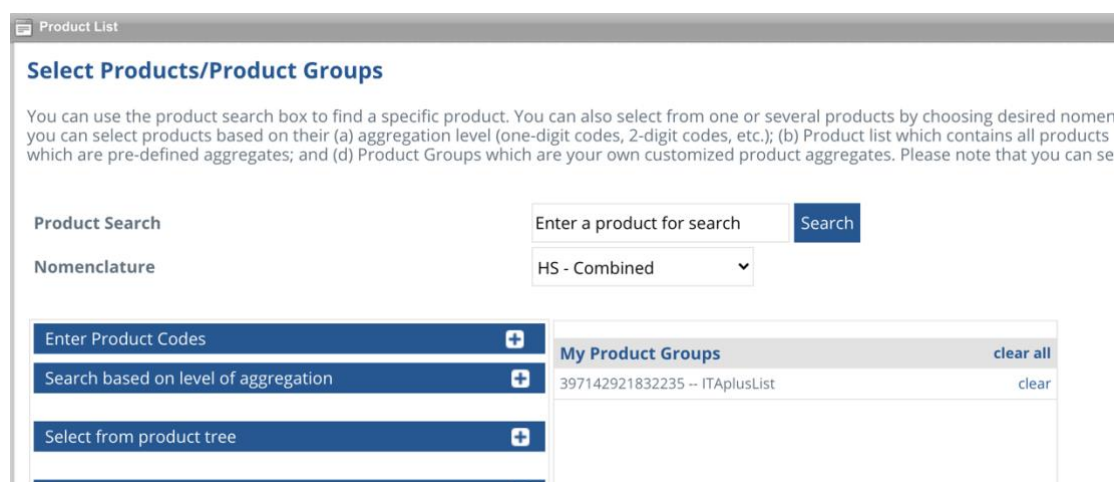 Product List
Select Products/Product Groups
You can use the product search box to find a specific product. You can also select from one or several products by choosing desired
you can select products based on their (a) aggregation level (one-digit codes, 2-digit codes, etc.); (b) Product list which contains all products
which are pre-defined aggregates; and (d) Product Groups which are your own customized product aggregates. Please note that you can
Product Search
Enter a product for search
Search
Nomenclature
HS - Combined
Enter Product Codes
Search based on level of aggregation
Select from product tree
My Product Groups
clear all
397142921832235 -- ITAplusList
clear